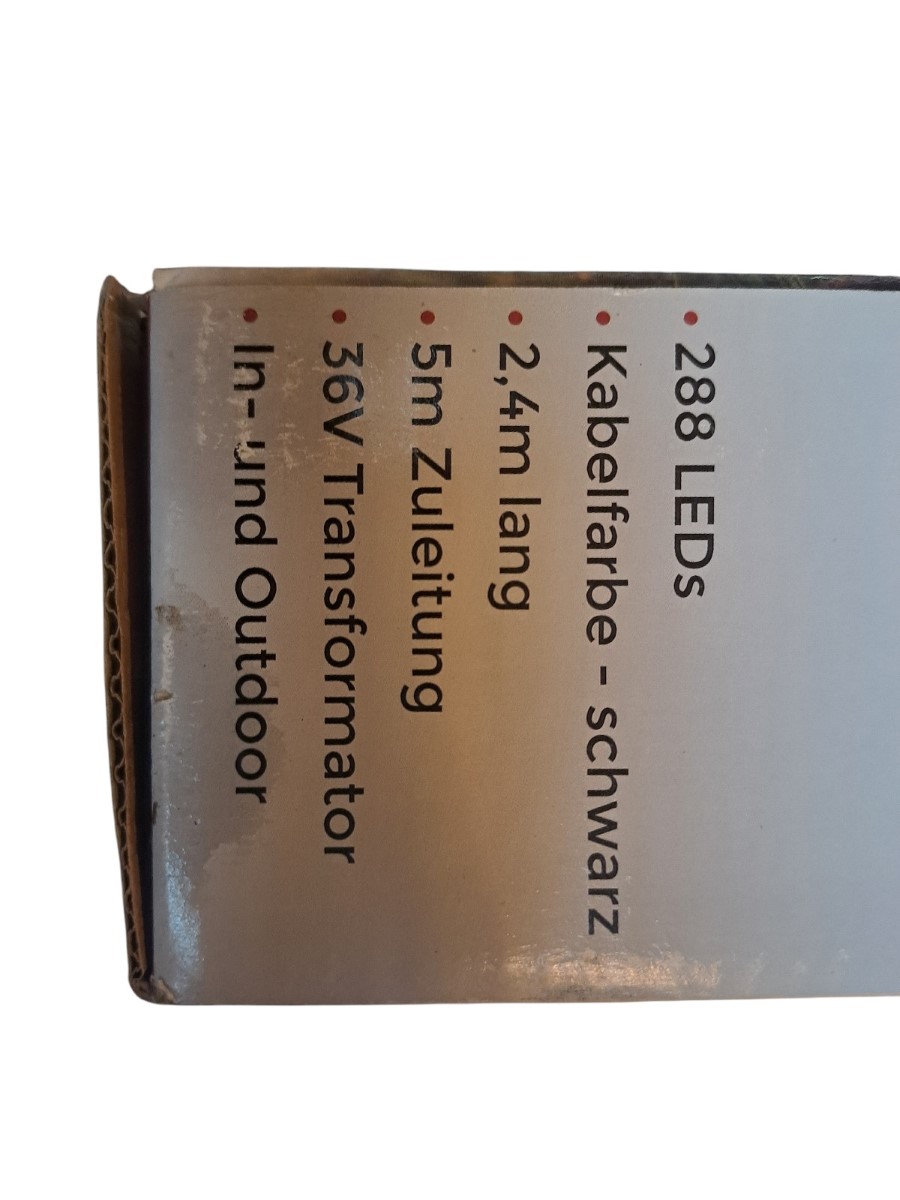 • 288 LEDs
• Kabelfarbe - schwarz
• 2,4m lang
• 5m Zuleitung
• 36V Transformator
• In- und Outdoor